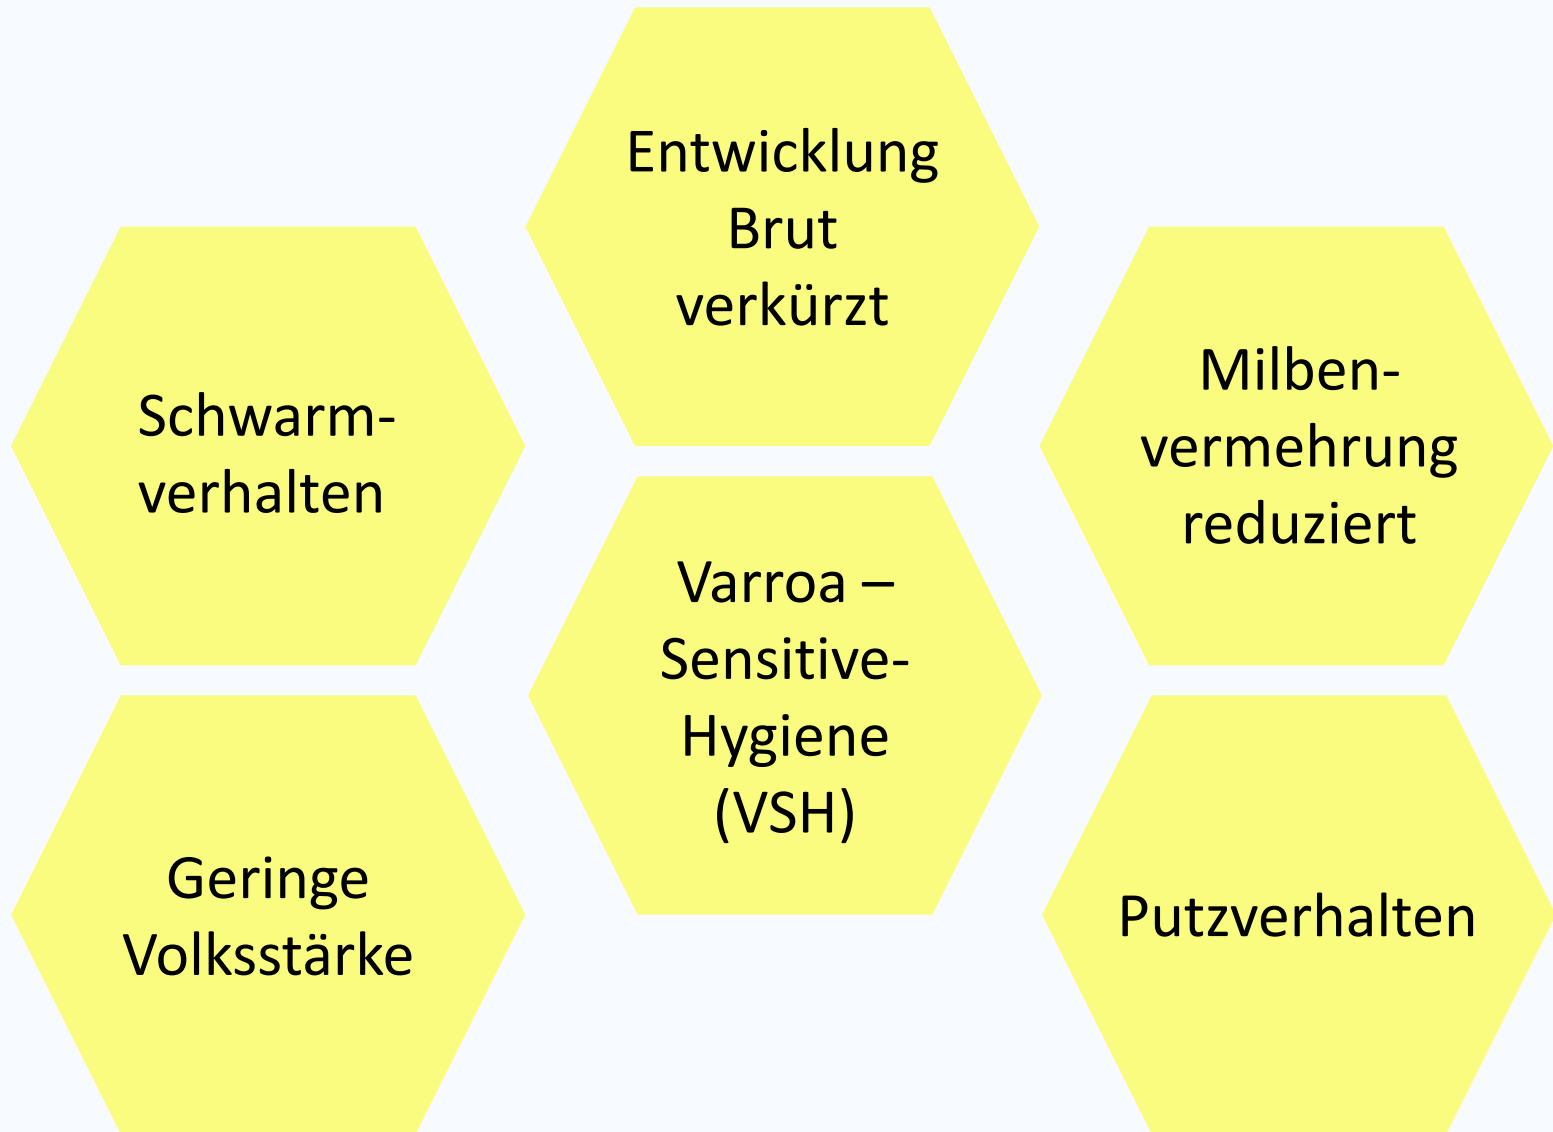 Entwicklung
Brut
verkürzt
Schwarm-
verhalten
Milben-
vermehrung
reduziert
Varroa –
Sensitive-
Hygiene
(VSH)
Geringe
Volksstärke
Putzverhalten